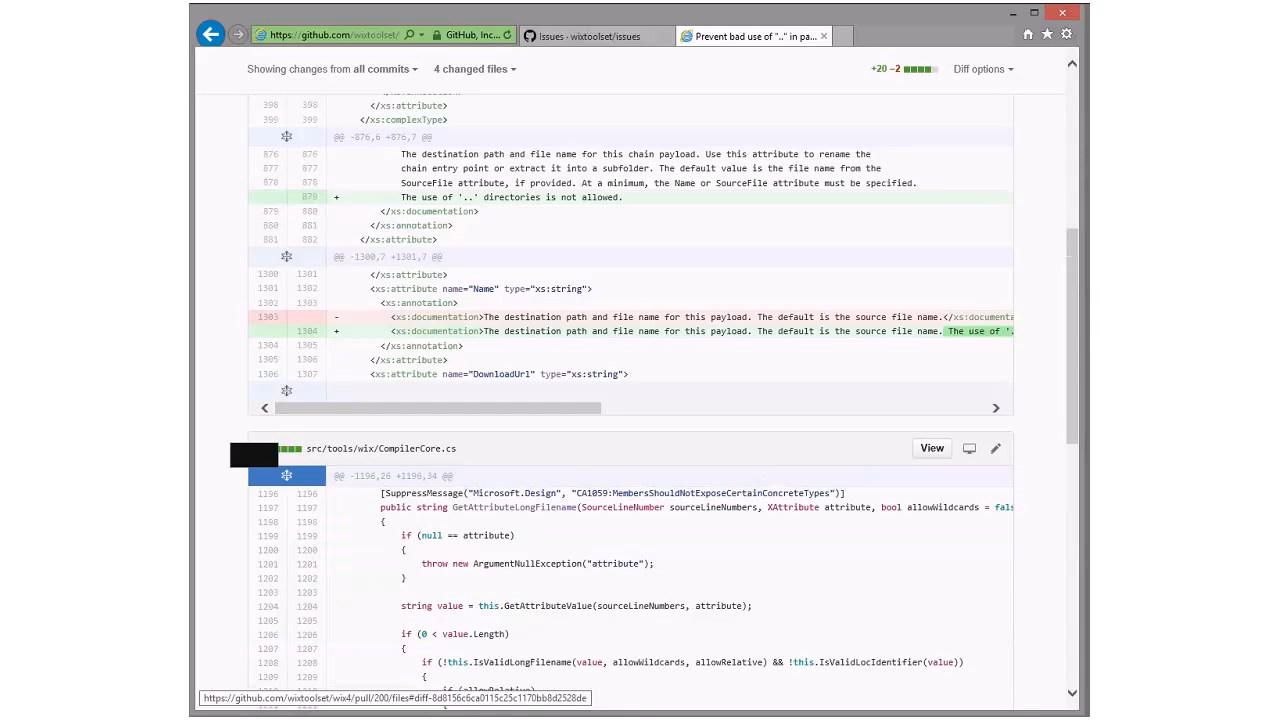 https://github.com/wixtoolset/ GitHub, Inc... Issues · wixtoolset/issues Prevent bad use of ".." in pa...
Showing changes from all commits 4 changed files +20 −2 Diff options
398 398 </xs:attribute>
399 399 </xs:complexType>
@@ -876,6 +876,7 @@
876 876 The destination path and file name for this chain payload. Use this attribute to rename the
877 877 chain entry point or extract it into a subfolder. The default value is the file name from the
878 878 SourceFile attribute, if provided. At a minimum, the Name or SourceFile attribute must be specified.
879 + The use of '..' directories is not allowed.
879 880 </xs:documentation>
880 881 </xs:annotation>
881 882 </xs:attribute>
@@ -1300,7 +1301,7 @@
1300 1301 </xs:attribute>
1301 1302 <xs:attribute name="Name" type="xs:string">
1302 1303 <xs:annotation>
1303 - <xs:documentation>The destination path and file name for this payload. The default is the source file name.</xs:documenta
1304 + <xs:documentation>The destination path and file name for this payload. The default is the source file name. The use of '.
1304 1305 </xs:annotation>
1305 1306 </xs:attribute>
1306 1307 <xs:attribute name="DownloadUrl" type="xs:string">
src/tools/wix/CompilerCore.cs View
@@ -1196,26 +1196,34 @@
1196 1196 [SuppressMessage("Microsoft.Design", "CA1059:MembersShouldNotExposeCertainConcreteTypes")]
1197 1197 public string GetAttributeLongFilename(SourceLineNumber sourceLineNumbers, XAttribute attribute, bool allowWildcards = fals
1198 1198 {
1199 1199 if (null == attribute)
1200 1200 {
1201 1201 throw new ArgumentNullException("attribute");
1202 1202 }
1203 1203
1204 1204 string value = this.GetAttributeValue(sourceLineNumbers, attribute);
1205 1205
1206 1206 if (0 < value.Length)
1207 1207 {
1208 1208 if (!this.IsValidLongFilename(value, allowWildcards, allowRelative) && !this.IsValidLocIdentifier(value))
1209 1209 {
if (allowRelative)
https://github.com/wixtoolset/wix4/pull/200/files#diff-8d8156c6ca0115c25c1170bb8d2528de